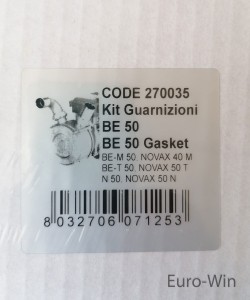 CODE 270035
Kit Guarnizioni
BE 50
BE 50 Gasket
BE-M 50, NOVAX 40 M
BE-T 50, NOVAX 50 T
N 50, NOVAX 50 N
8 032706 071253
Euro-Win